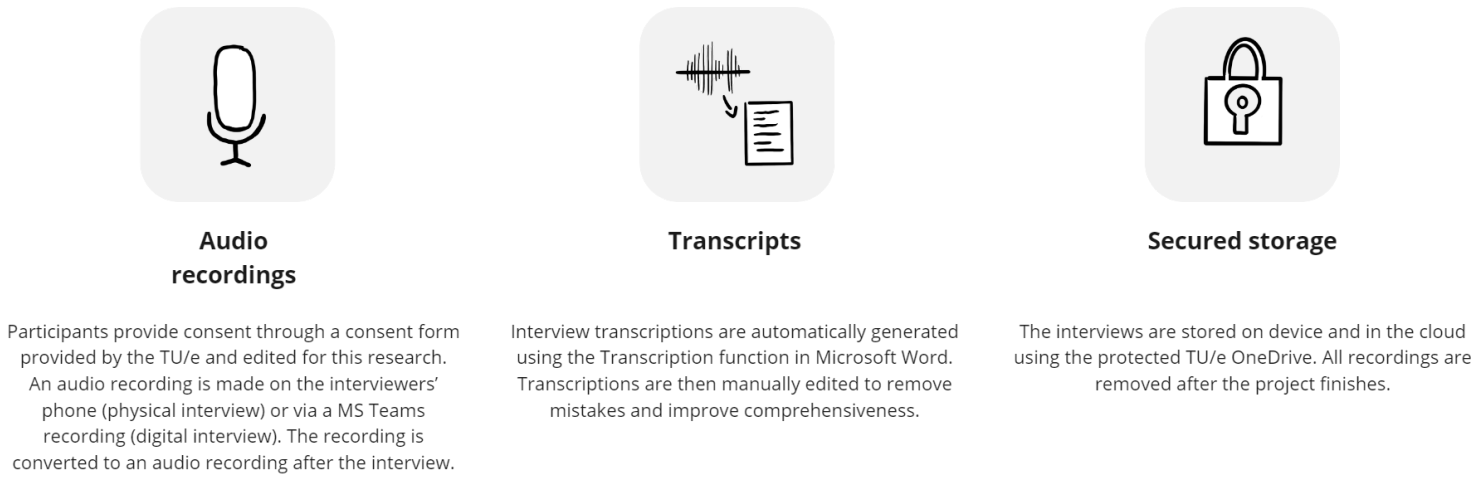 Audio
recordings
Participants provide consent through a consent form
provided by the TU/e and edited for this research.
An audio recording is made on the interviewers’
phone (physical interview) or via a MS Teams
recording (digital interview). The recording is
converted to an audio recording after the interview.
Transcripts
Interview transcriptions are automatically generated
using the Transcription function in Microsoft Word.
Transcriptions are then manually edited to remove
mistakes and improve comprehensiveness.
Secured storage
The interviews are stored on device and in the cloud
using the protected TU/e OneDrive. All recordings are
removed after the project finishes.